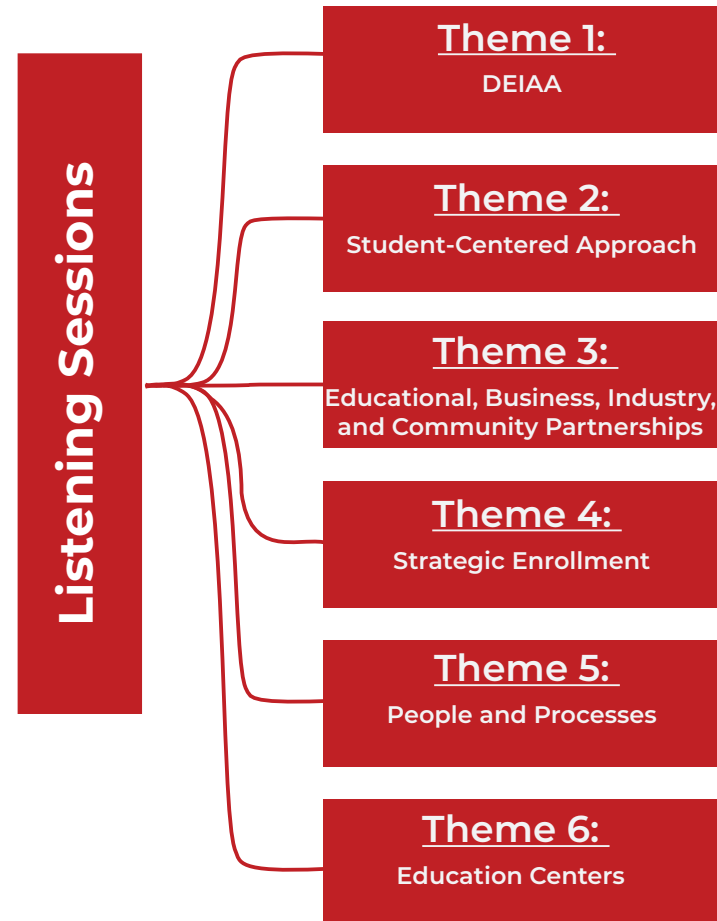 Listening Sessions
Theme 1:
DEIAA
Theme 2:
Student-Centered Approach
Theme 3:
Educational, Business, Industry,
and Community Partnerships
Theme 4:
Strategic Enrollment
Theme 5:
People and Processes
Theme 6:
Education Centers